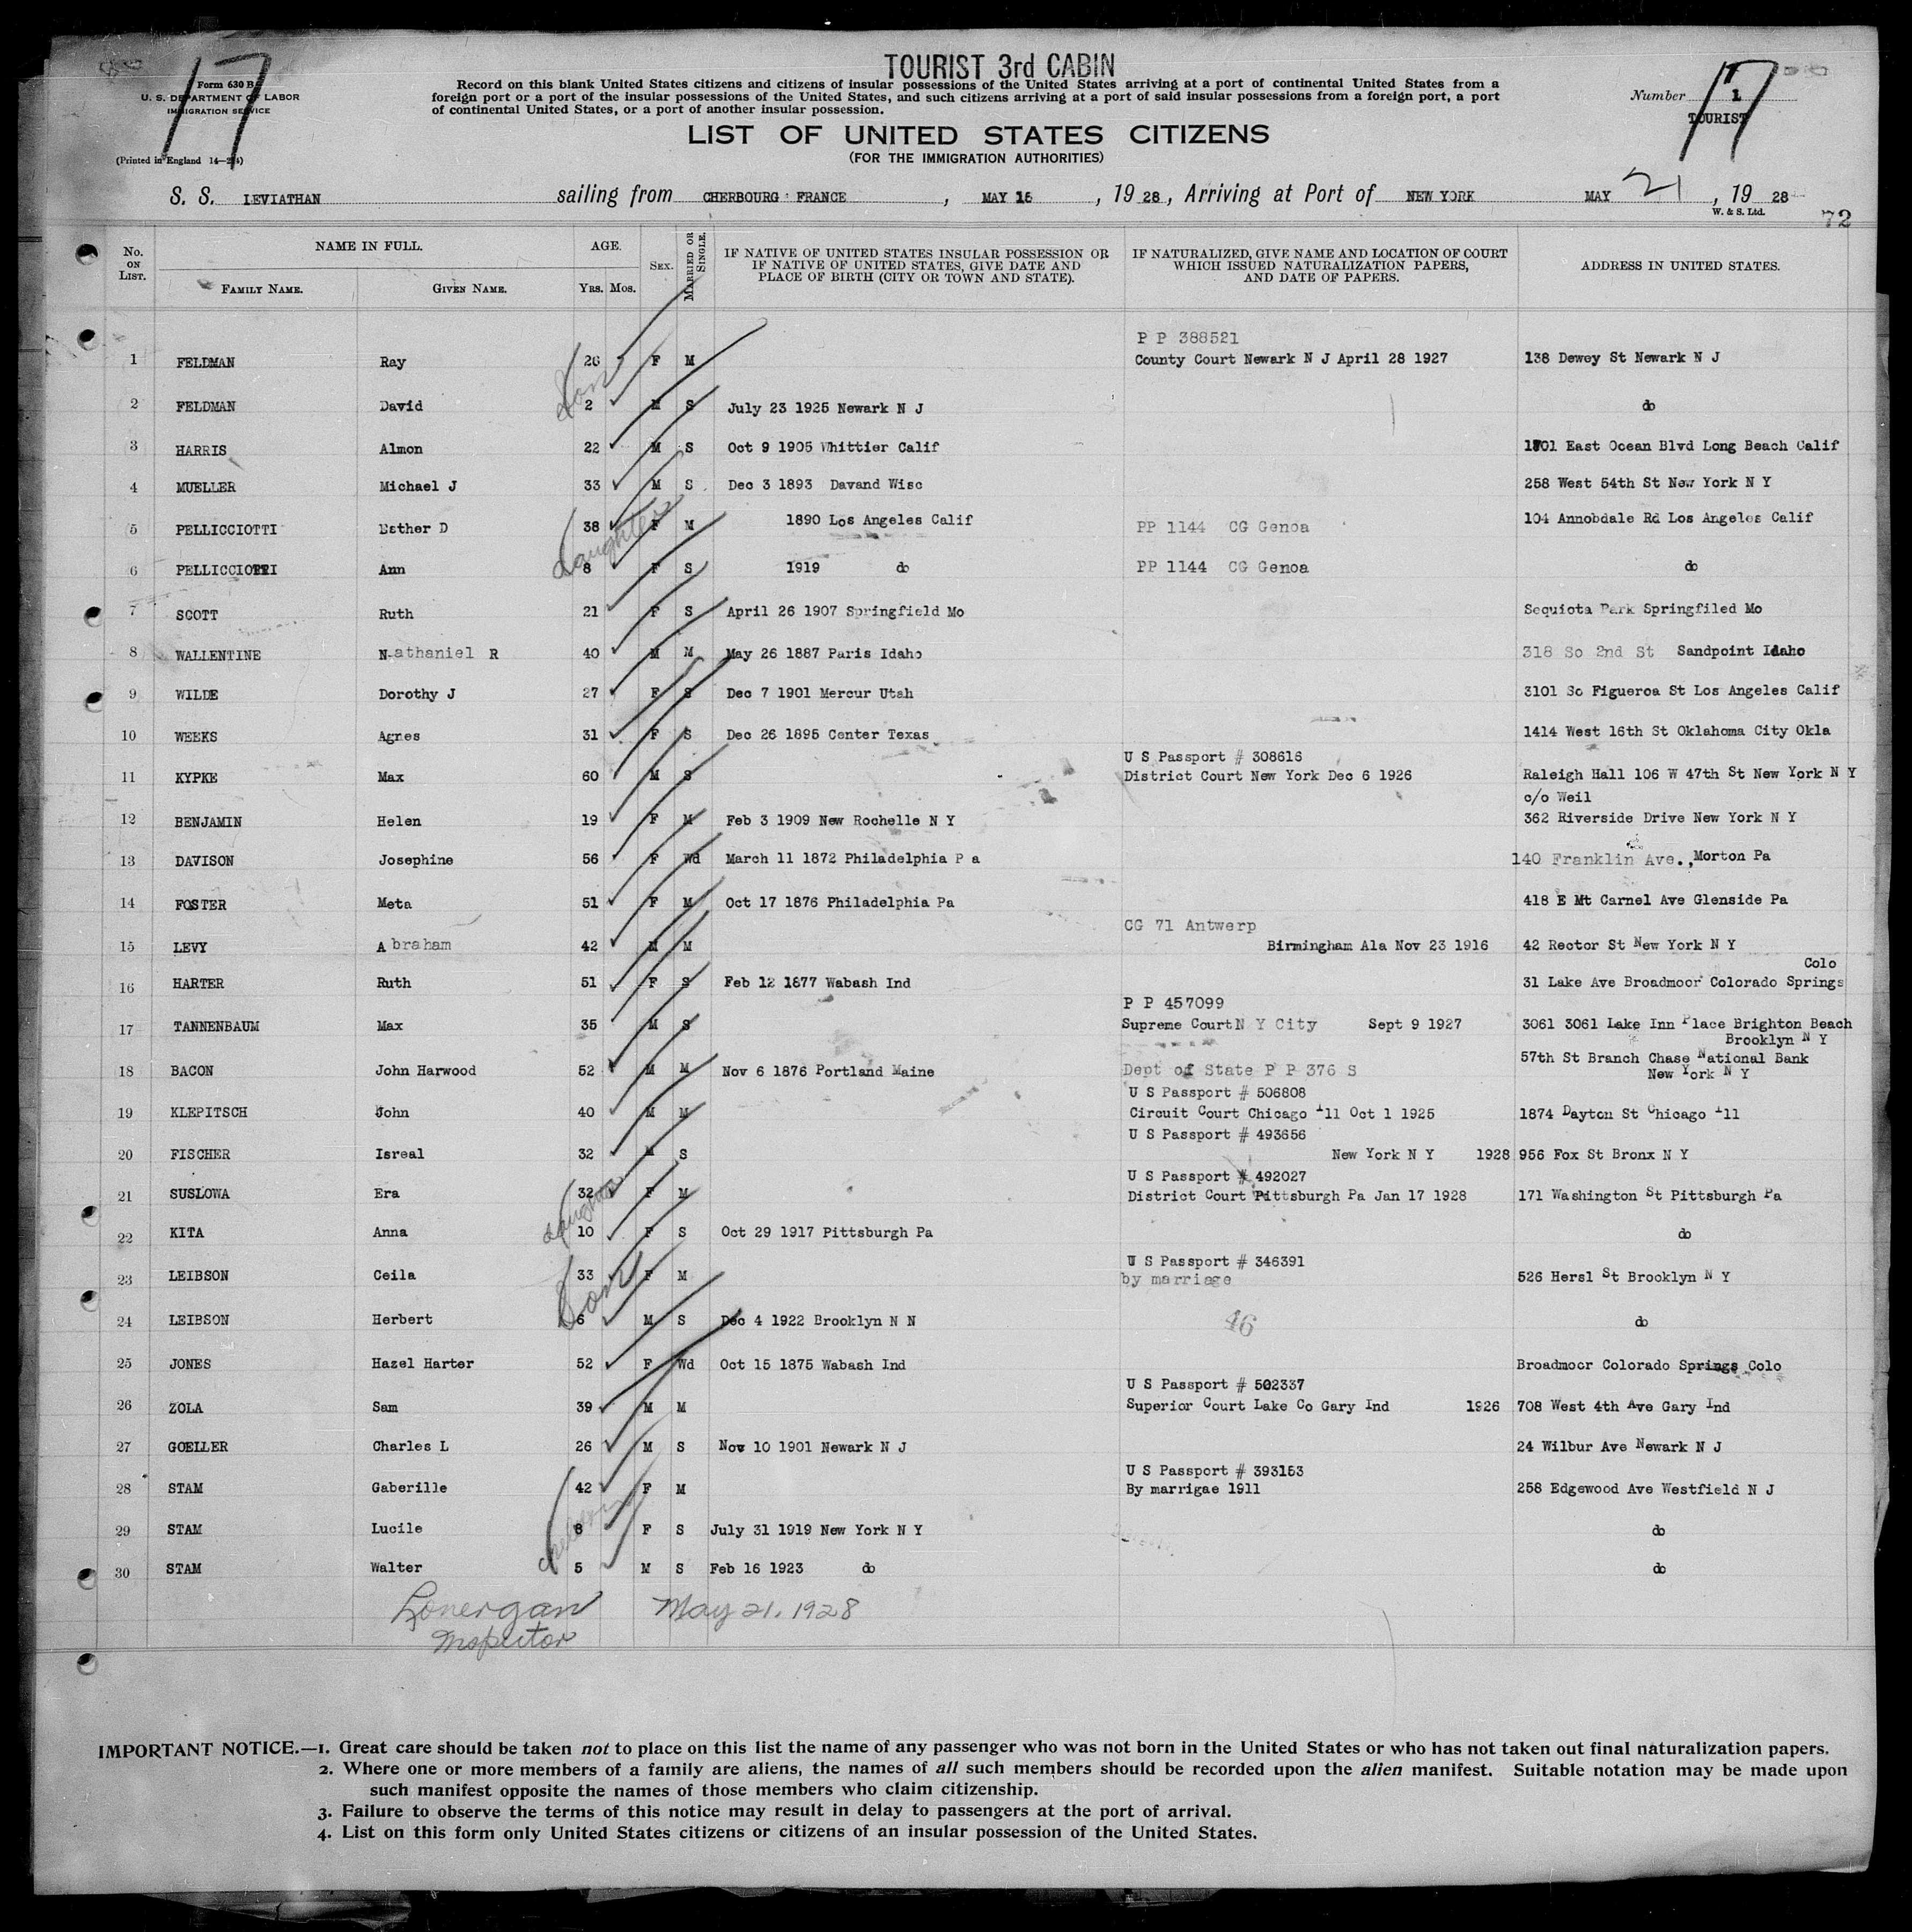 TOURIST 3rd CABIN
17
Form 630 B
U. S. DEPARTMENT OF LABOR
IMMIGRATION SERVICE
(Printed in England 14—2)
Record on this blank United States citizens and citizens of insular possessions of the United States arriving at a port of continental United States from a
foreign port or a port of the insular possessions of the United States, and such citizens arriving at a port of said insular possessions from a foreign port, a port
of continental United States, or a port of another insular possession.
Number 1
TOURIST
17
LIST OF UNITED STATES CITIZENS
(FOR THE IMMIGRATION AUTHORITIES)
S. S. LEVIATHAN sailing from CHERBOURG FRANCE, MAY 15, 1928, Arriving at Port of NEW YORK MAY 21, 1928
W. & S. Ltd.
72
No. ON LIST. NAME IN FULL. FAMILY NAME. GIVEN NAME. AGE. YRS. MOS. SEX. MARRIED OR SINGLE. IF NATIVE OF UNITED STATES INSULAR POSSESSION OR IF NATIVE OF UNITED STATES, GIVE DATE AND PLACE OF BIRTH (CITY OR TOWN AND STATE). IF NATURALIZED, GIVE NAME AND LOCATION OF COURT WHICH ISSUED NATURALIZATION PAPERS, AND DATE OF PAPERS. ADDRESS IN UNITED STATES.
P P 388521
1 FELDMAN Ray 26 F M County Court Newark N J April 28 1927 138 Dewey St Newark N J
son
2 FELDMAN David 2 M S July 23 1925 Newark N J do
3 HARRIS Almon 22 M S Oct 9 1905 Whittier Calif 1701 East Ocean Blvd Long Beach Calif
4 MUELLER Michael J 33 M S Dec 3 1893 Davand Wisc 258 West 54th St New York N Y
5 PELLICCIOTTI Esther D 38 F M 1890 Los Angeles Calif PP 1144 CG Genoa 104 Annobdale Rd Los Angeles Calif
daughter
6 PELLICCIOTTI Ann 8 F S 1919 do PP 1144 CG Genoa do
7 SCOTT Ruth 21 F S April 26 1907 Springfield Mo Sequiota Park Springfiled Mo
8 WALLENTINE Nathaniel R 40 M M May 26 1887 Paris Idaho 318 So 2nd St Sandpoint Idaho
9 WILDE Dorothy J 27 F S Dec 7 1901 Mercur Utah 3101 So Figueroa St Los Angeles Calif
10 WEEKS Agnes 31 F S Dec 26 1895 Center Texas 1414 West 16th St Oklahoma City Okla
U S Passport # 308616
11 KYPKE Max 60 M S District Court New York Dec 6 1926 Raleigh Hall 106 W 47th St New York N Y
c/o Weil
12 BENJAMIN Helen 19 F M Feb 3 1909 New Rochelle N Y 362 Riverside Drive New York N Y
13 DAVISON Josephine 56 F Wd March 11 1872 Philadelphia P a 140 Franklin Ave., Morton Pa
14 FOSTER Meta 51 F M Oct 17 1876 Philadelphia Pa 418 E Mt Carnel Ave Glenside Pa
CG 71 Antwerp
15 LEVY Abraham 42 M M Birmingham Ala Nov 23 1916 42 Rector St New York N Y
Colo
16 HARTER Ruth 51 F S Feb 12 1877 Wabash Ind 31 Lake Ave Broadmoor Colorado Springs
P P 457099
17 TANNENBAUM Max 35 M S Supreme Court N Y City Sept 9 1927 3061 3061 Lake Inn Place Brighton Beach
Brooklyn N Y
57th St Branch Chase National Bank
18 BACON John Harwood 52 M M Nov 6 1876 Portland Maine Dept of State P P 376 S New York N Y
U S Passport # 506808
19 KLEPITSCH John 40 M M Circuit Court Chicago Ill Oct 1 1925 1874 Dayton St Chicago Ill
U S Passport # 493656
20 FISCHER Isreal 32 M S New York N Y 1928 956 Fox St Bronx N Y
U S Passport # 492027
21 SUSLOWA Era 32 F M District Court Pittsburgh Pa Jan 17 1928 171 Washington St Pittsburgh Pa
daughter
22 KITA Anna 10 F S Oct 29 1917 Pittsburgh Pa do
U S Passport # 346391
23 LEIBSON Ceila 33 F M by marriage 526 Hersl St Brooklyn N Y
Son
24 LEIBSON Herbert 6 M S Dec 4 1922 Brooklyn N N 46 do
25 JONES Hazel Harter 52 F Wd Oct 15 1875 Wabash Ind Broadmoor Colorado Springs Colo
U S Passport # 502337
26 ZOLA Sam 39 M M Superior Court Lake Co Gary Ind 1926 708 West 4th Ave Gary Ind
27 GOELLER Charles L 26 M S Nov 10 1901 Newark N J 24 Wilbur Ave Newark N J
U S Passport # 393153
28 STAM Gaberille 42 F M By marrigae 1911 258 Edgewood Ave Westfield N J
children
29 STAM Lucile 8 F S July 31 1919 New York N Y do
30 STAM Walter 5 M S Feb 16 1923 do do
Lonergan May 21, 1928
Inspector
IMPORTANT NOTICE.—1. Great care should be taken not to place on this list the name of any passenger who was not born in the United States or who has not taken out final naturalization papers.
2. Where one or more members of a family are aliens, the names of all such members should be recorded upon the alien manifest. Suitable notation may be made upon
such manifest opposite the names of those members who claim citizenship.
3. Failure to observe the terms of this notice may result in delay to passengers at the port of arrival.
4. List on this form only United States citizens or citizens of an insular possession of the United States.